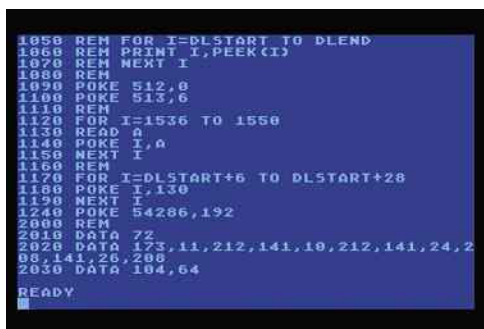 1050 REM FOR I=DLSTART TO DLEND
1060 REM PRINT I,PEEK(I)
1070 REM NEXT I
1080 REM
1090 POKE 512,0
1100 POKE 513,6
1110 REM
1120 FOR I=1536 TO 1550
1130 READ A
1140 POKE I,A
1150 NEXT I
1160 REM
1170 FOR I=DLSTART+6 TO DLSTART+28
1180 POKE I,130
1190 NEXT I
1240 POKE 54286,192
2000 REM
2010 DATA 72
2020 DATA 173,11,212,141,10,212,141,24,2
08,141,26,208
2030 DATA 104,64
READY